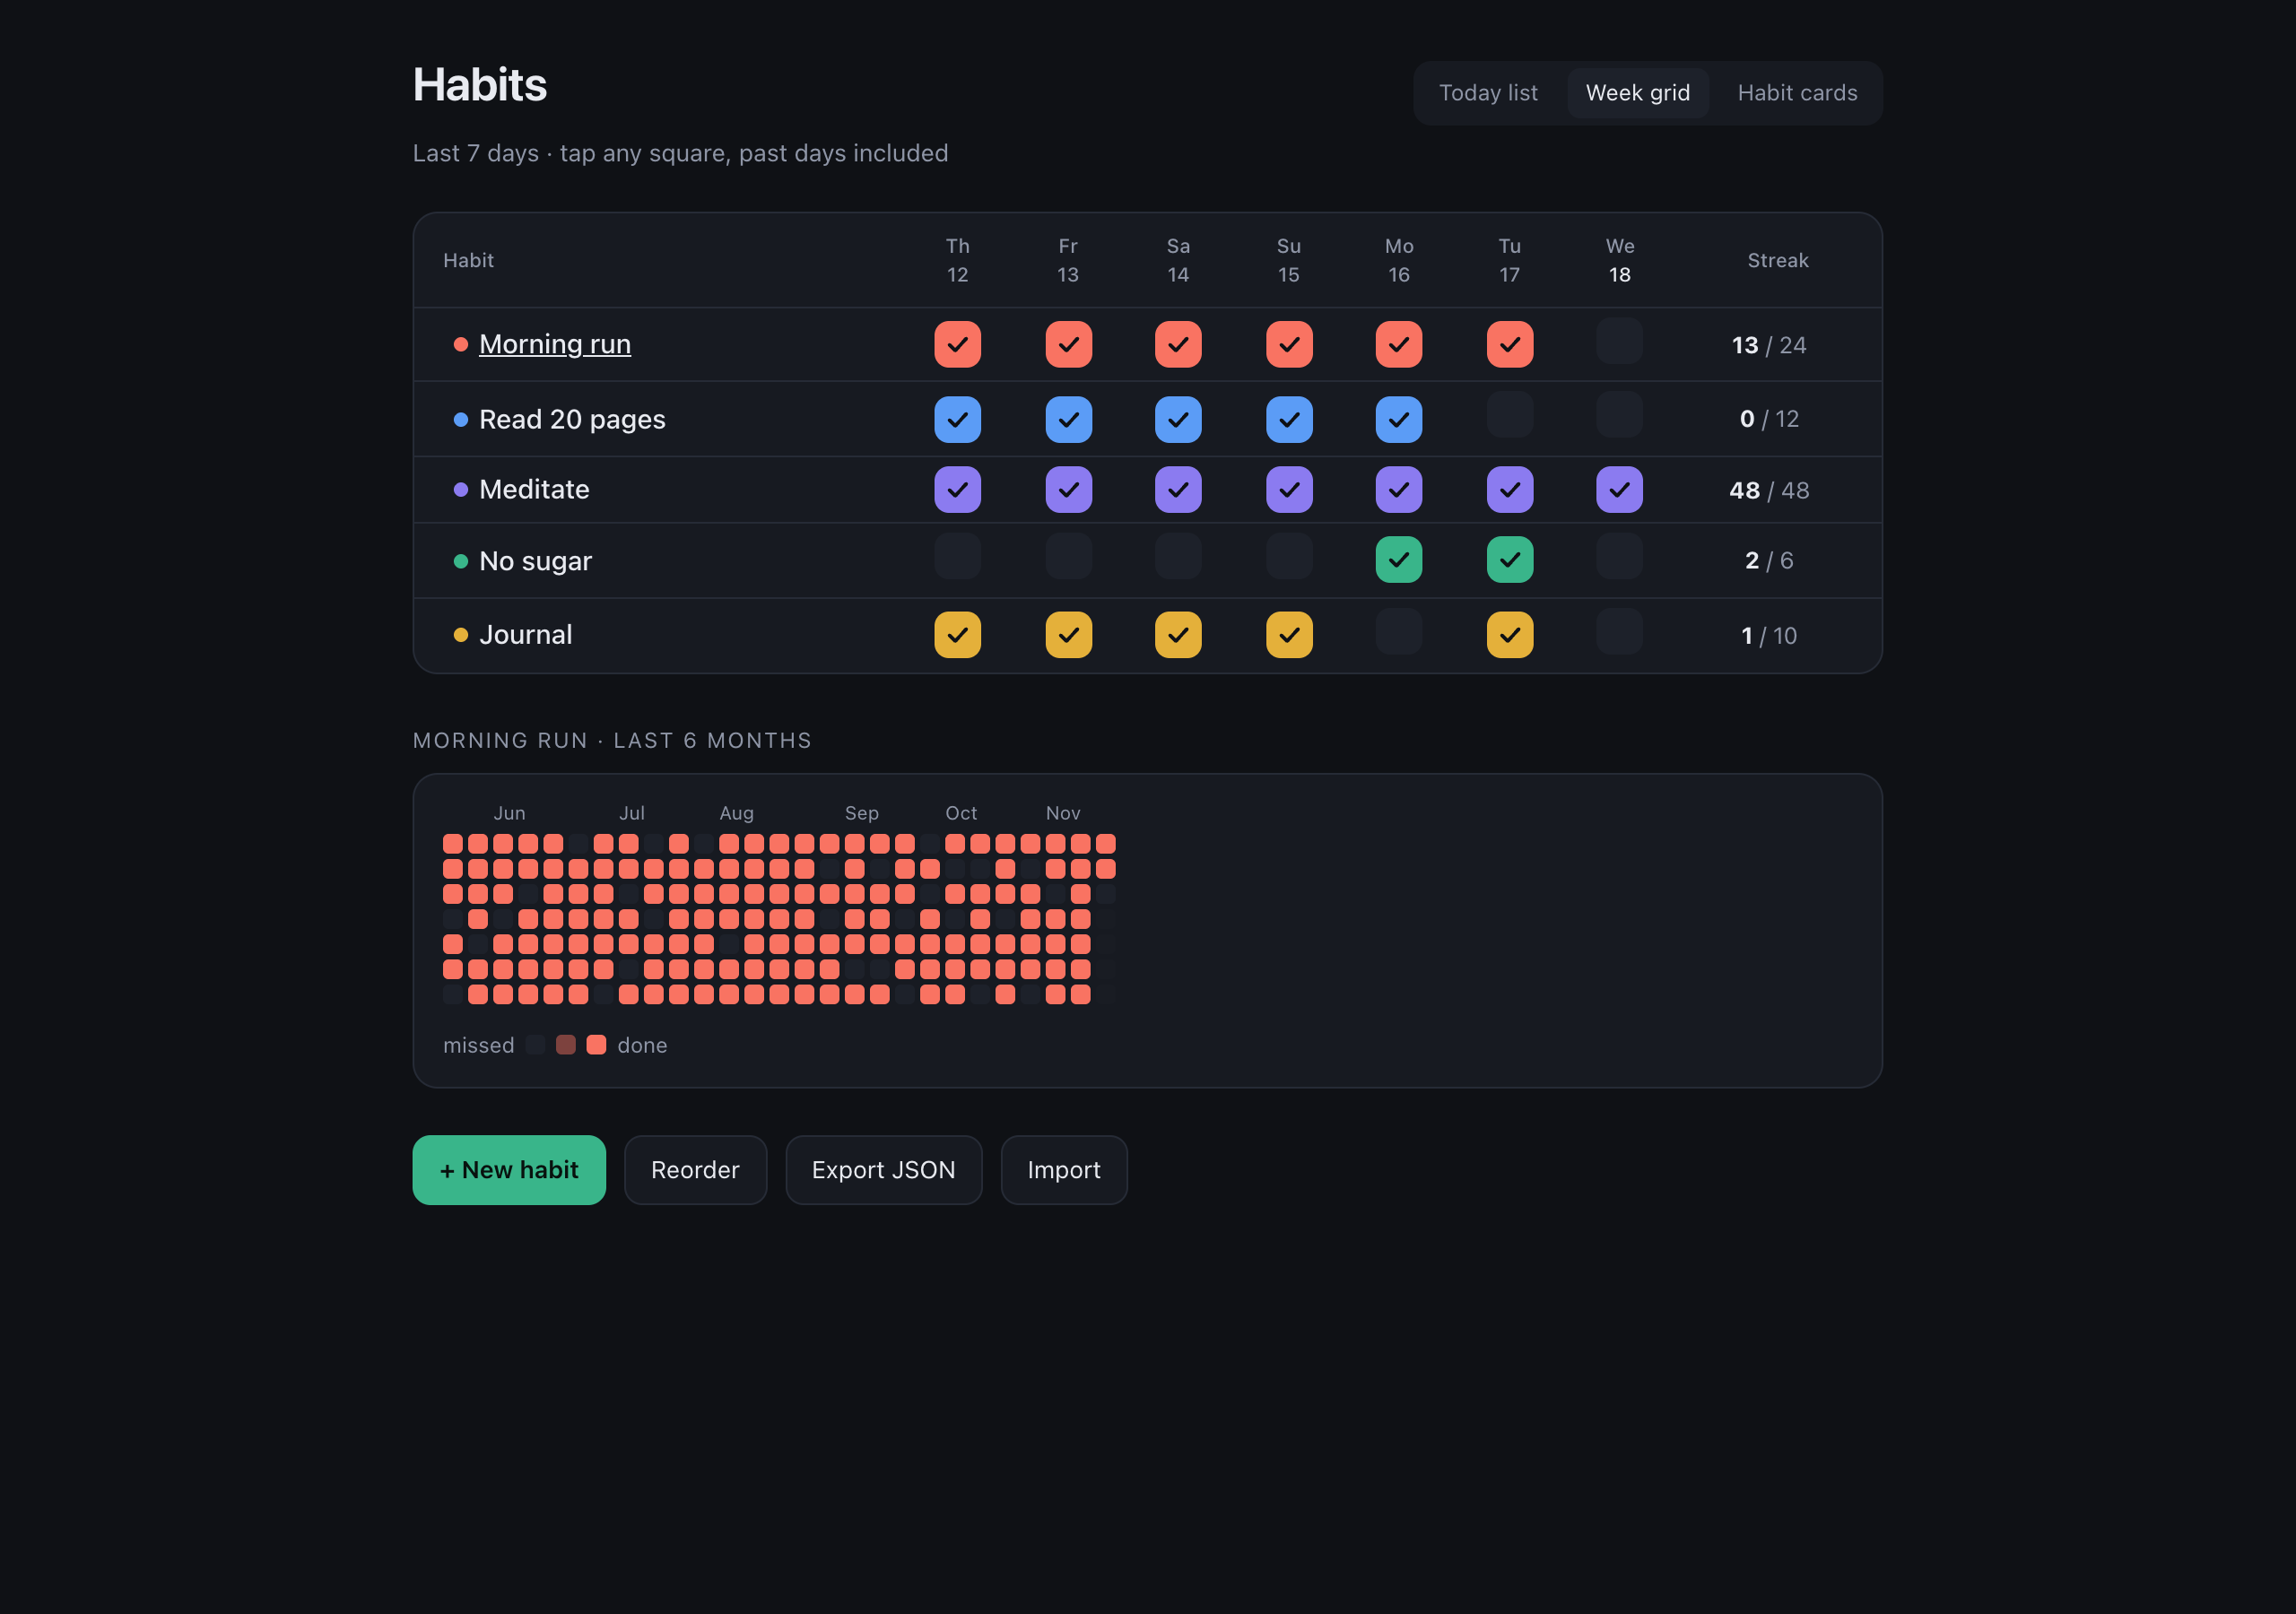 Habits
Today list
Week grid
Habit cards
Last 7 days · tap any square, past days included
Habit
Th
12
Fr
13
Sa
14
Su
15
Mo
16
Tu
17
We
18
Streak
Morning run
13 / 24
Read 20 pages
0 / 12
Meditate
48 / 48
No sugar
2 / 6
Journal
1 / 10
MORNING RUN · LAST 6 MONTHS
Jun
Jul
Aug
Sep
Oct
Nov
missed
done
+ New habit
Reorder
Export JSON
Import